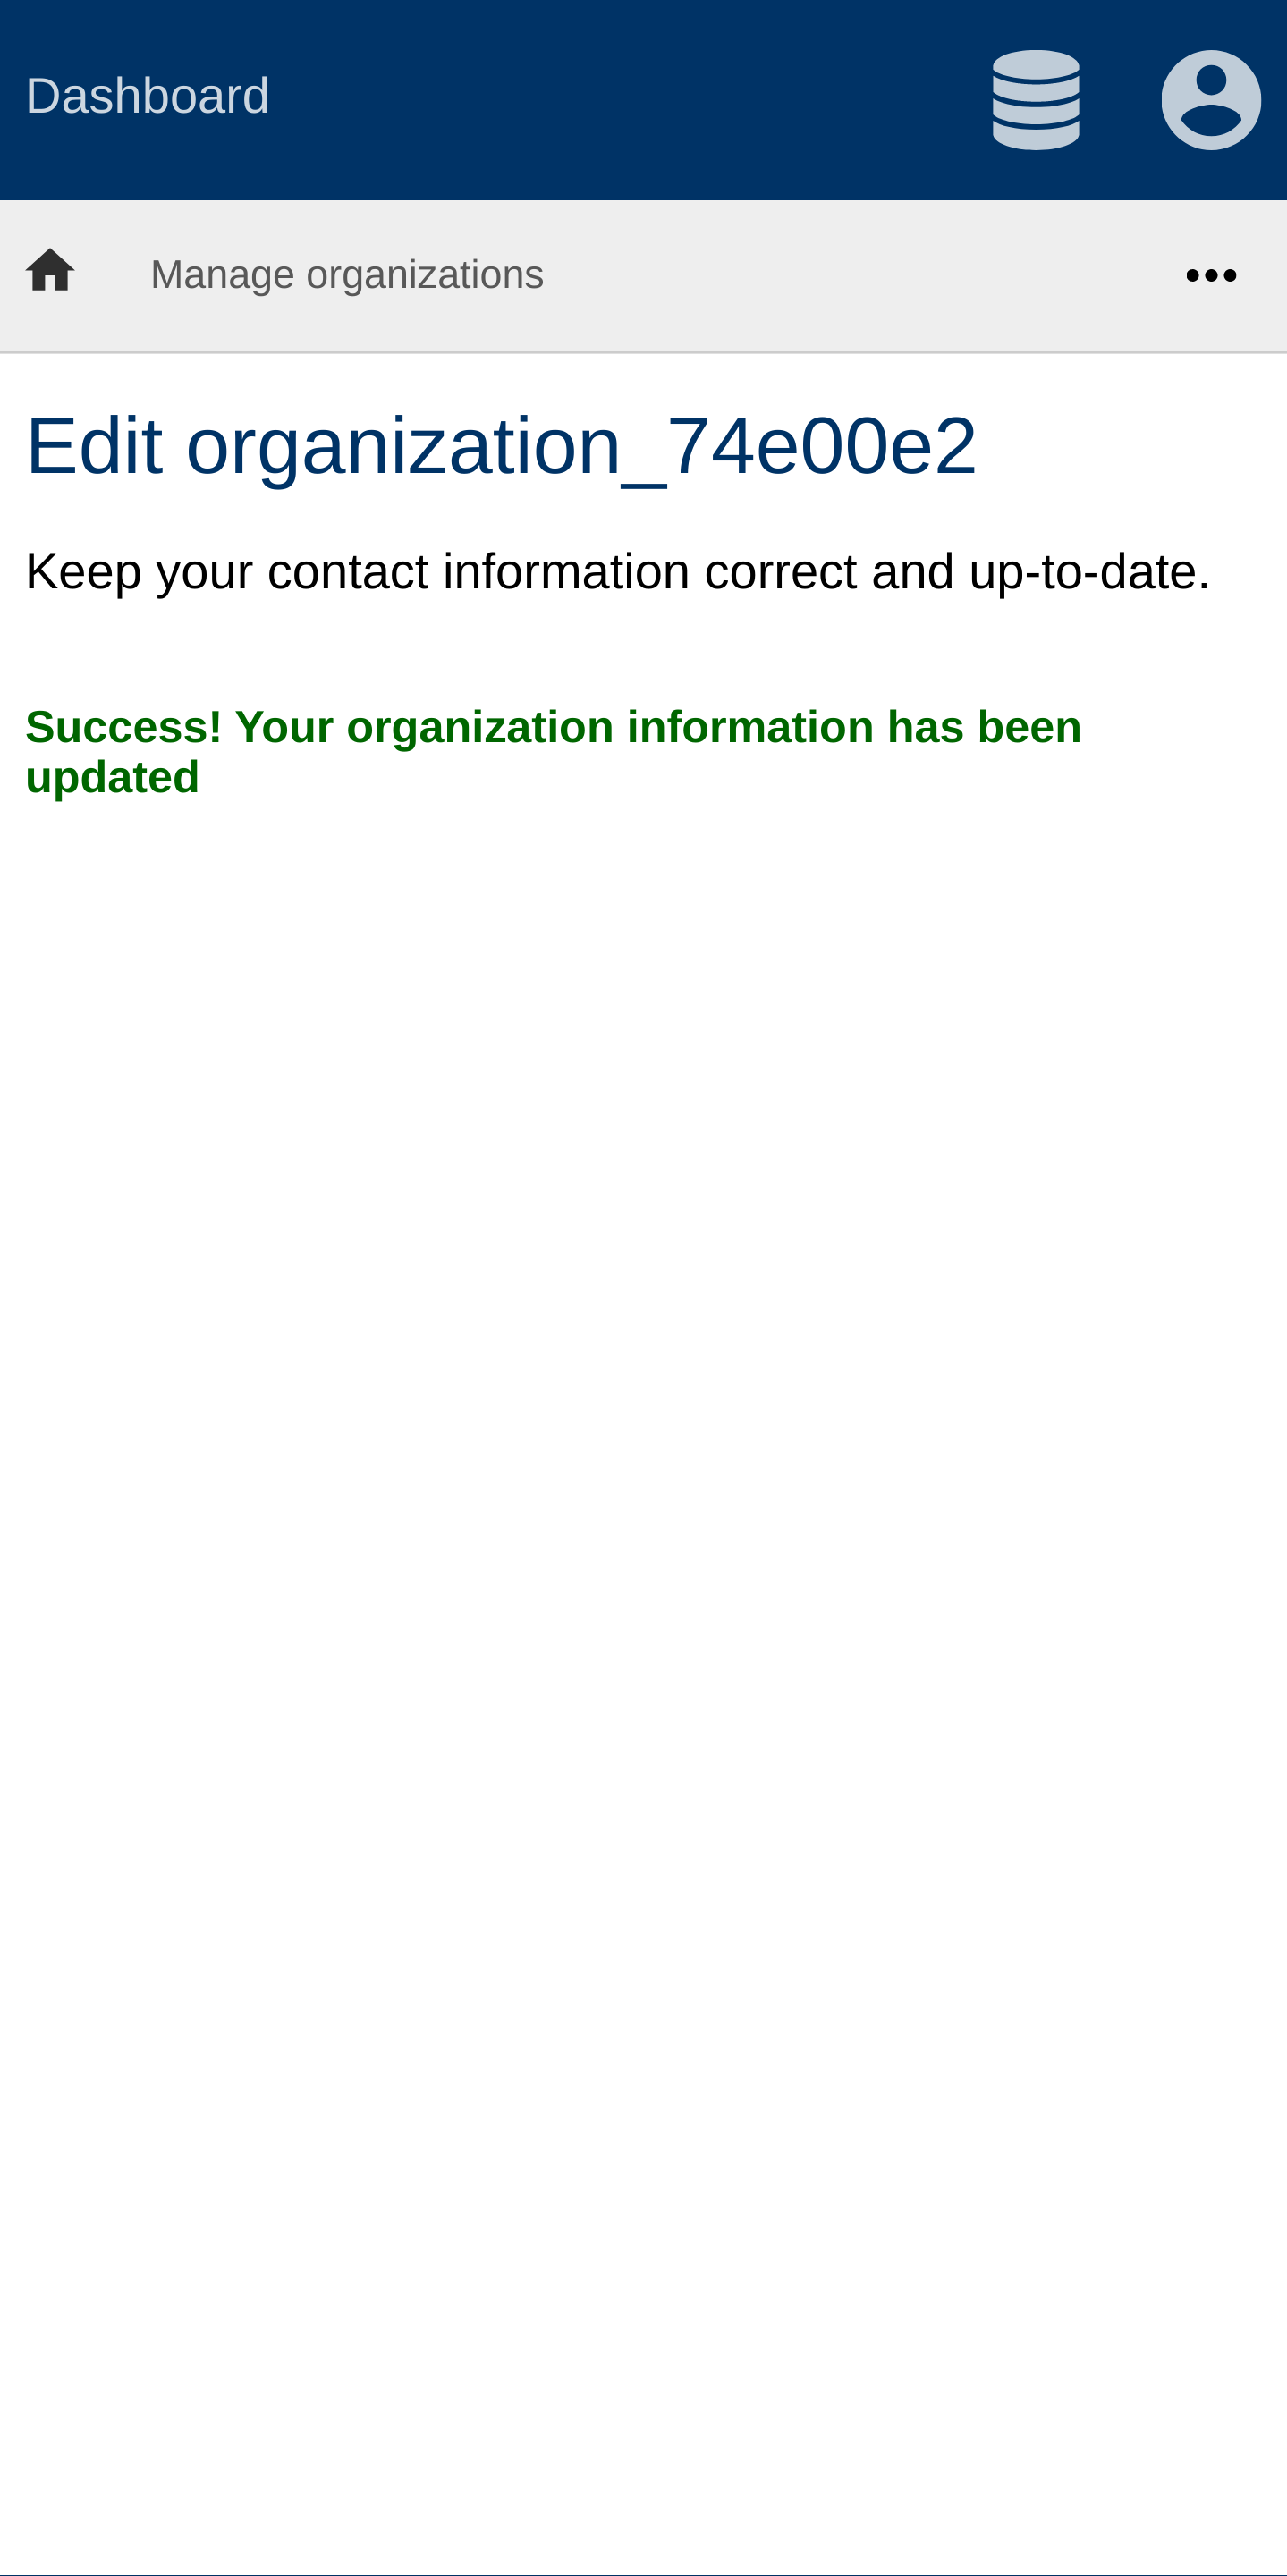 Dashboard
Manage organizations
Edit organization_74e00e2
Keep your contact information correct and up-to-date.
Success! Your organization information has been
updated